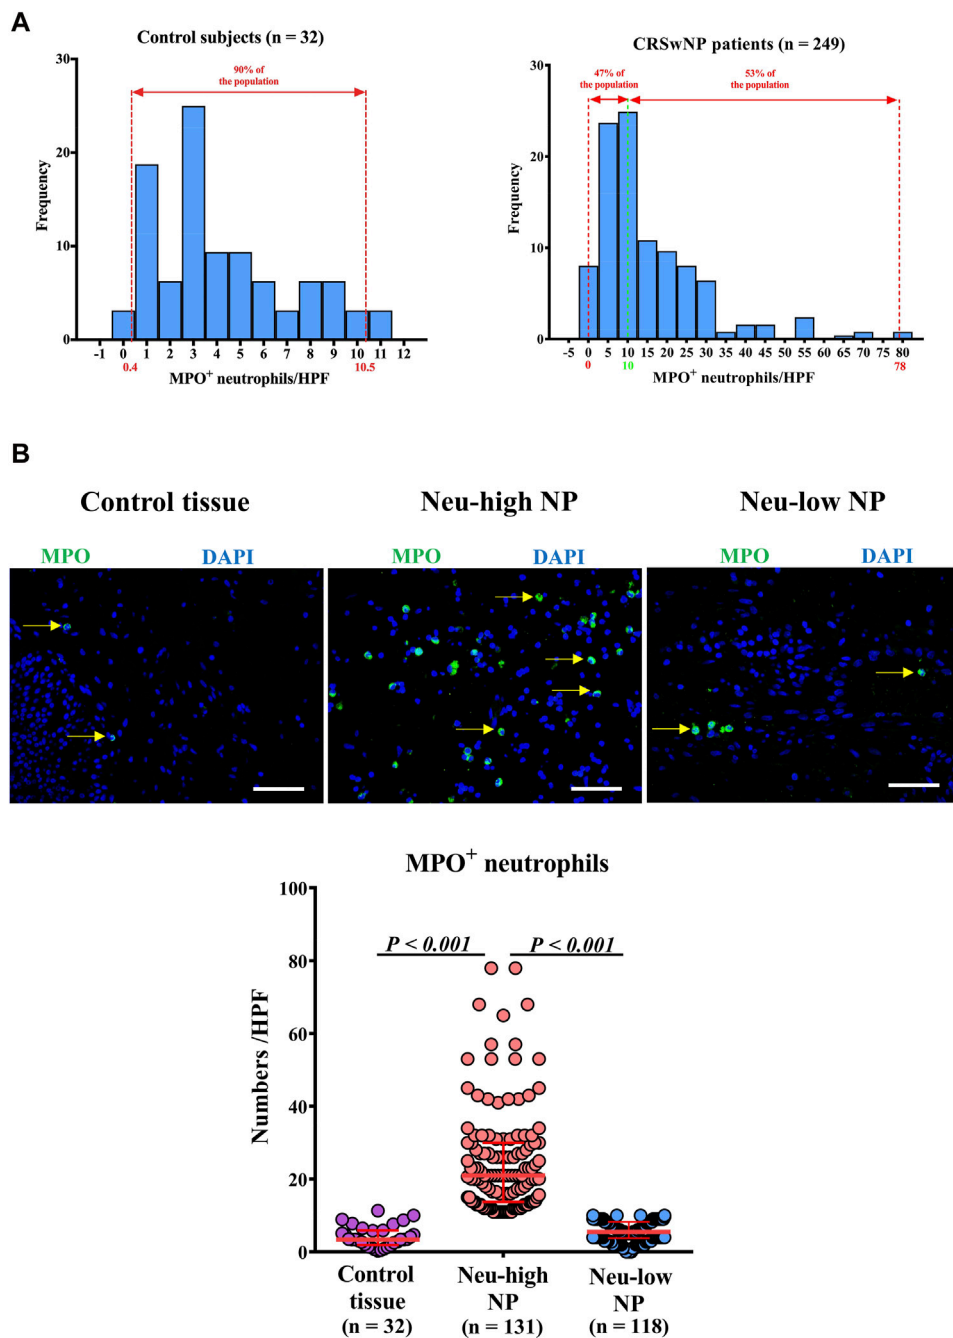 A
Control subjects (n = 32)
90% of
the population
Frequency
30
20
10
0
-1 0 1 2 3 4 5 6 7 8 9 10 11 12
0.4 10.5
MPO+ neutrophils/HPF
CRSwNP patients (n = 249)
47% of
the population
53% of
the population
Frequency
30
20
10
0
-5 0 5 10 15 20 25 30 35 40 45 50 55 60 65 70 75 80
0 10 78
MPO+ neutrophils/HPF
B
Control tissue
Neu-high NP
Neu-low NP
MPO DAPI
MPO DAPI
MPO DAPI
MPO+ neutrophils
Numbers /HPF
100
80
60
40
20
0
P < 0.001
P < 0.001
Control
tissue
(n = 32)
Neu-high
NP
(n = 131)
Neu-low
NP
(n = 118)